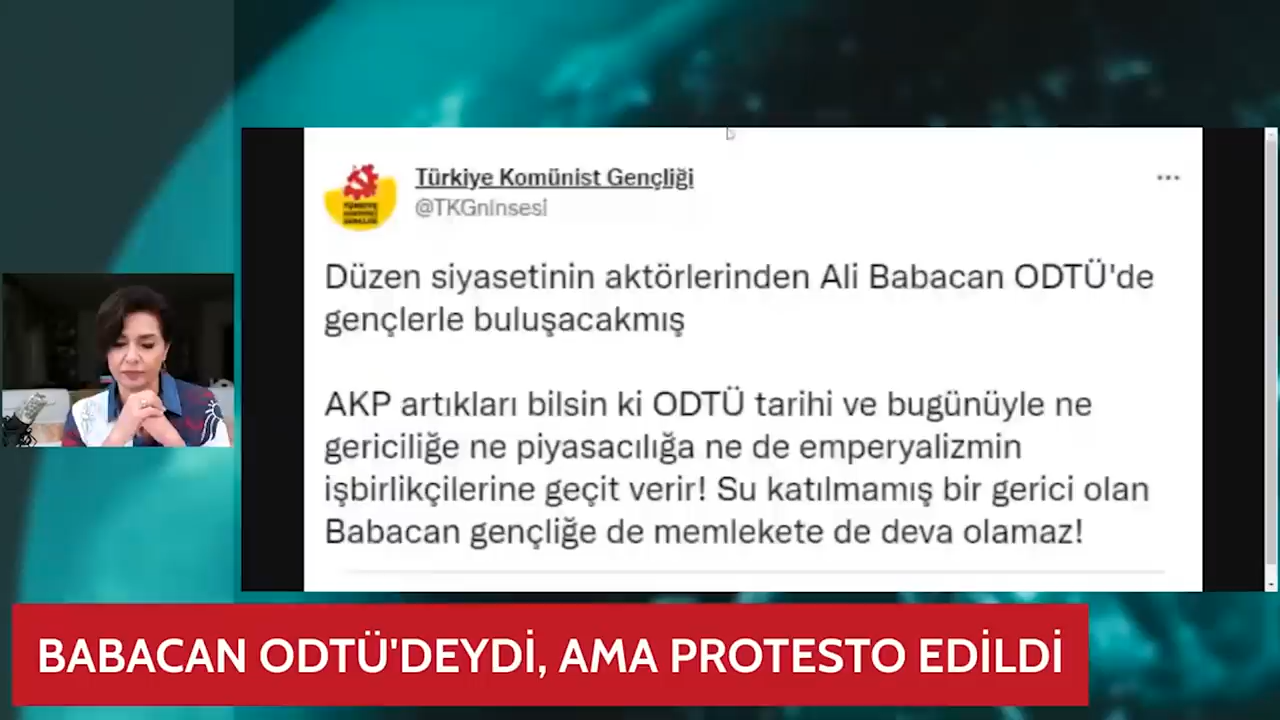 Türkiye Komünist Gençliği
@TKGnInsesi
Düzen siyasetinin aktörlerinden Ali Babacan ODTÜ'de
gençlerle buluşacakmış
AKP artıkları bilsin ki ODTÜ tarihi ve bugünüyle ne
gericiliğe ne piyasacılığa ne de emperyalizmin
işbirlikçilerine geçit verir! Su katılmamış bir gerici olan
Babacan gençliğe de memlekete de deva olamaz!
BABACAN ODTÜ'DEYDİ, AMA PROTESTO EDİLDİ